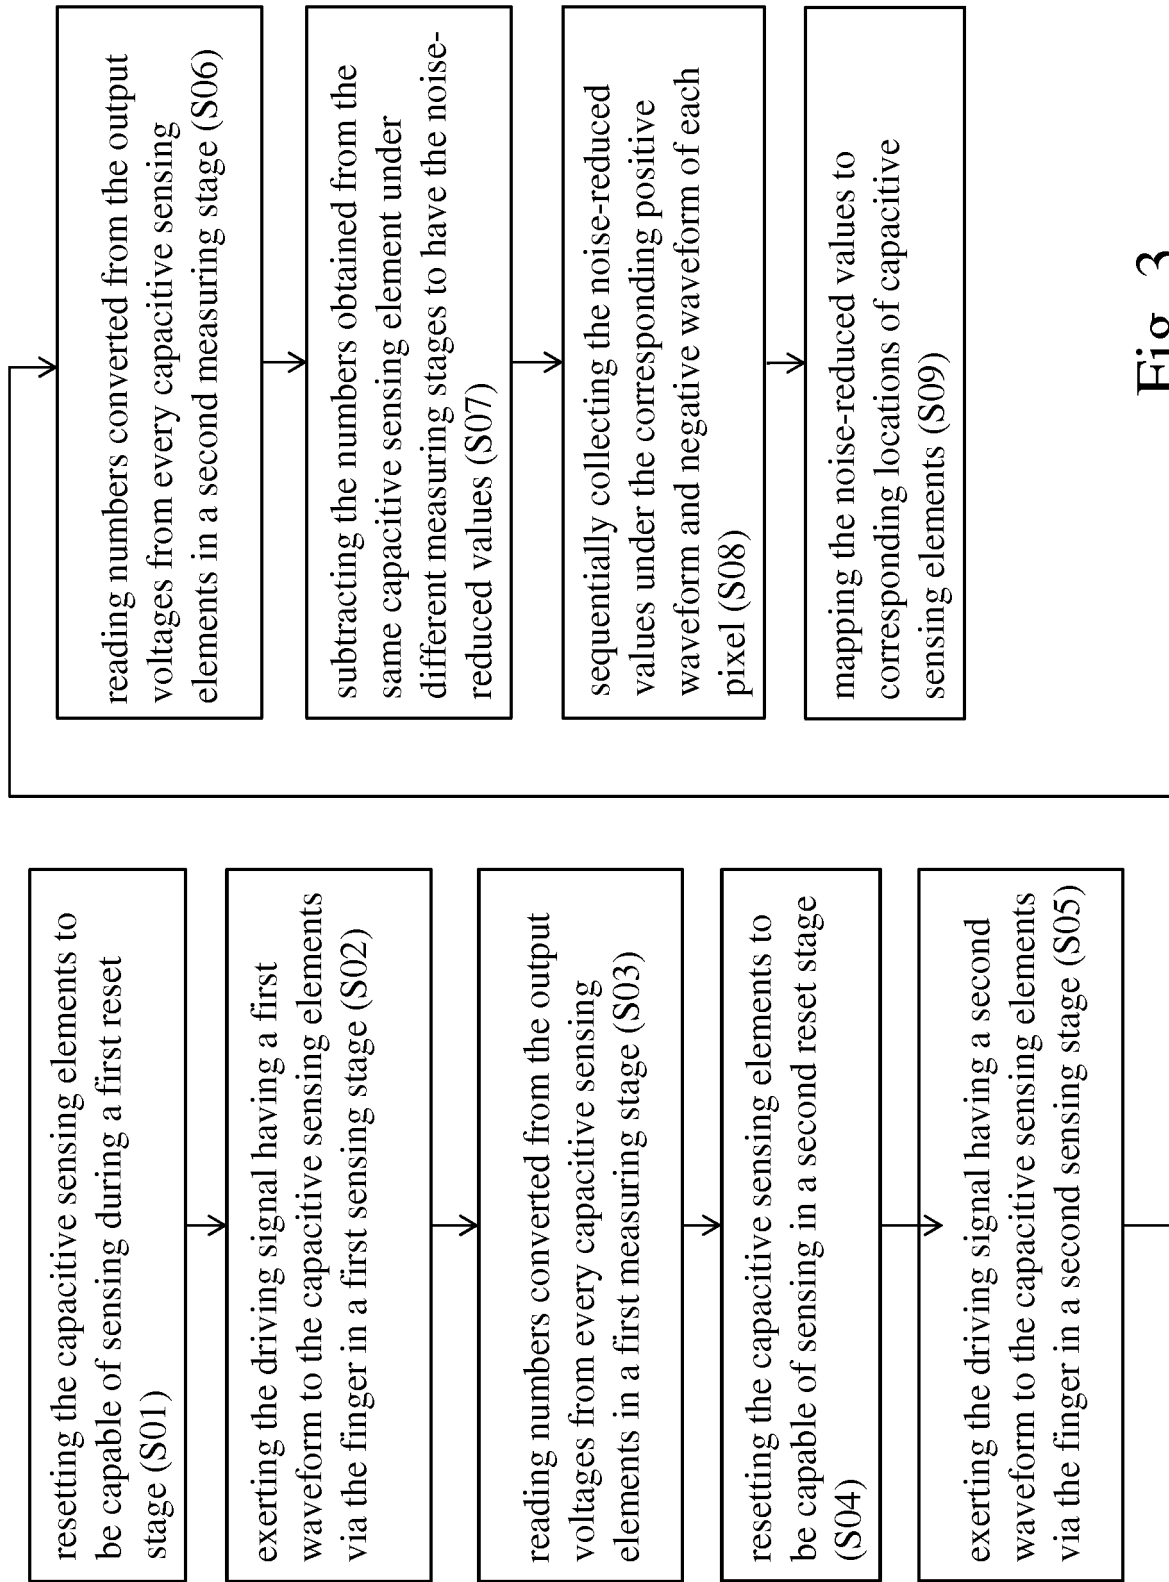 resetting the capacitive sensing elements to
be capable of sensing during a first reset
stage (S01)
exerting the driving signal having a first
waveform to the capacitive sensing elements
via the finger in a first sensing stage (S02)
reading numbers converted from the output
voltages from every capacitive sensing
elements in a first measuring stage (S03)
resetting the capacitive sensing elements to
be capable of sensing in a second reset stage
(S04)
exerting the driving signal having a second
waveform to the capacitive sensing elements
via the finger in a second sensing stage (S05)
reading numbers converted from the output
voltages from every capacitive sensing
elements in a second measuring stage (S06)
subtracting the numbers obtained from the
same capacitive sensing element under
different measuring stages to have the noise-
reduced values (S07)
sequentially collecting the noise-reduced
values under the corresponding positive
waveform and negative waveform of each
pixel (S08)
mapping the noise-reduced values to
corresponding locations of capacitive
sensing elements (S09)
Fig. 3